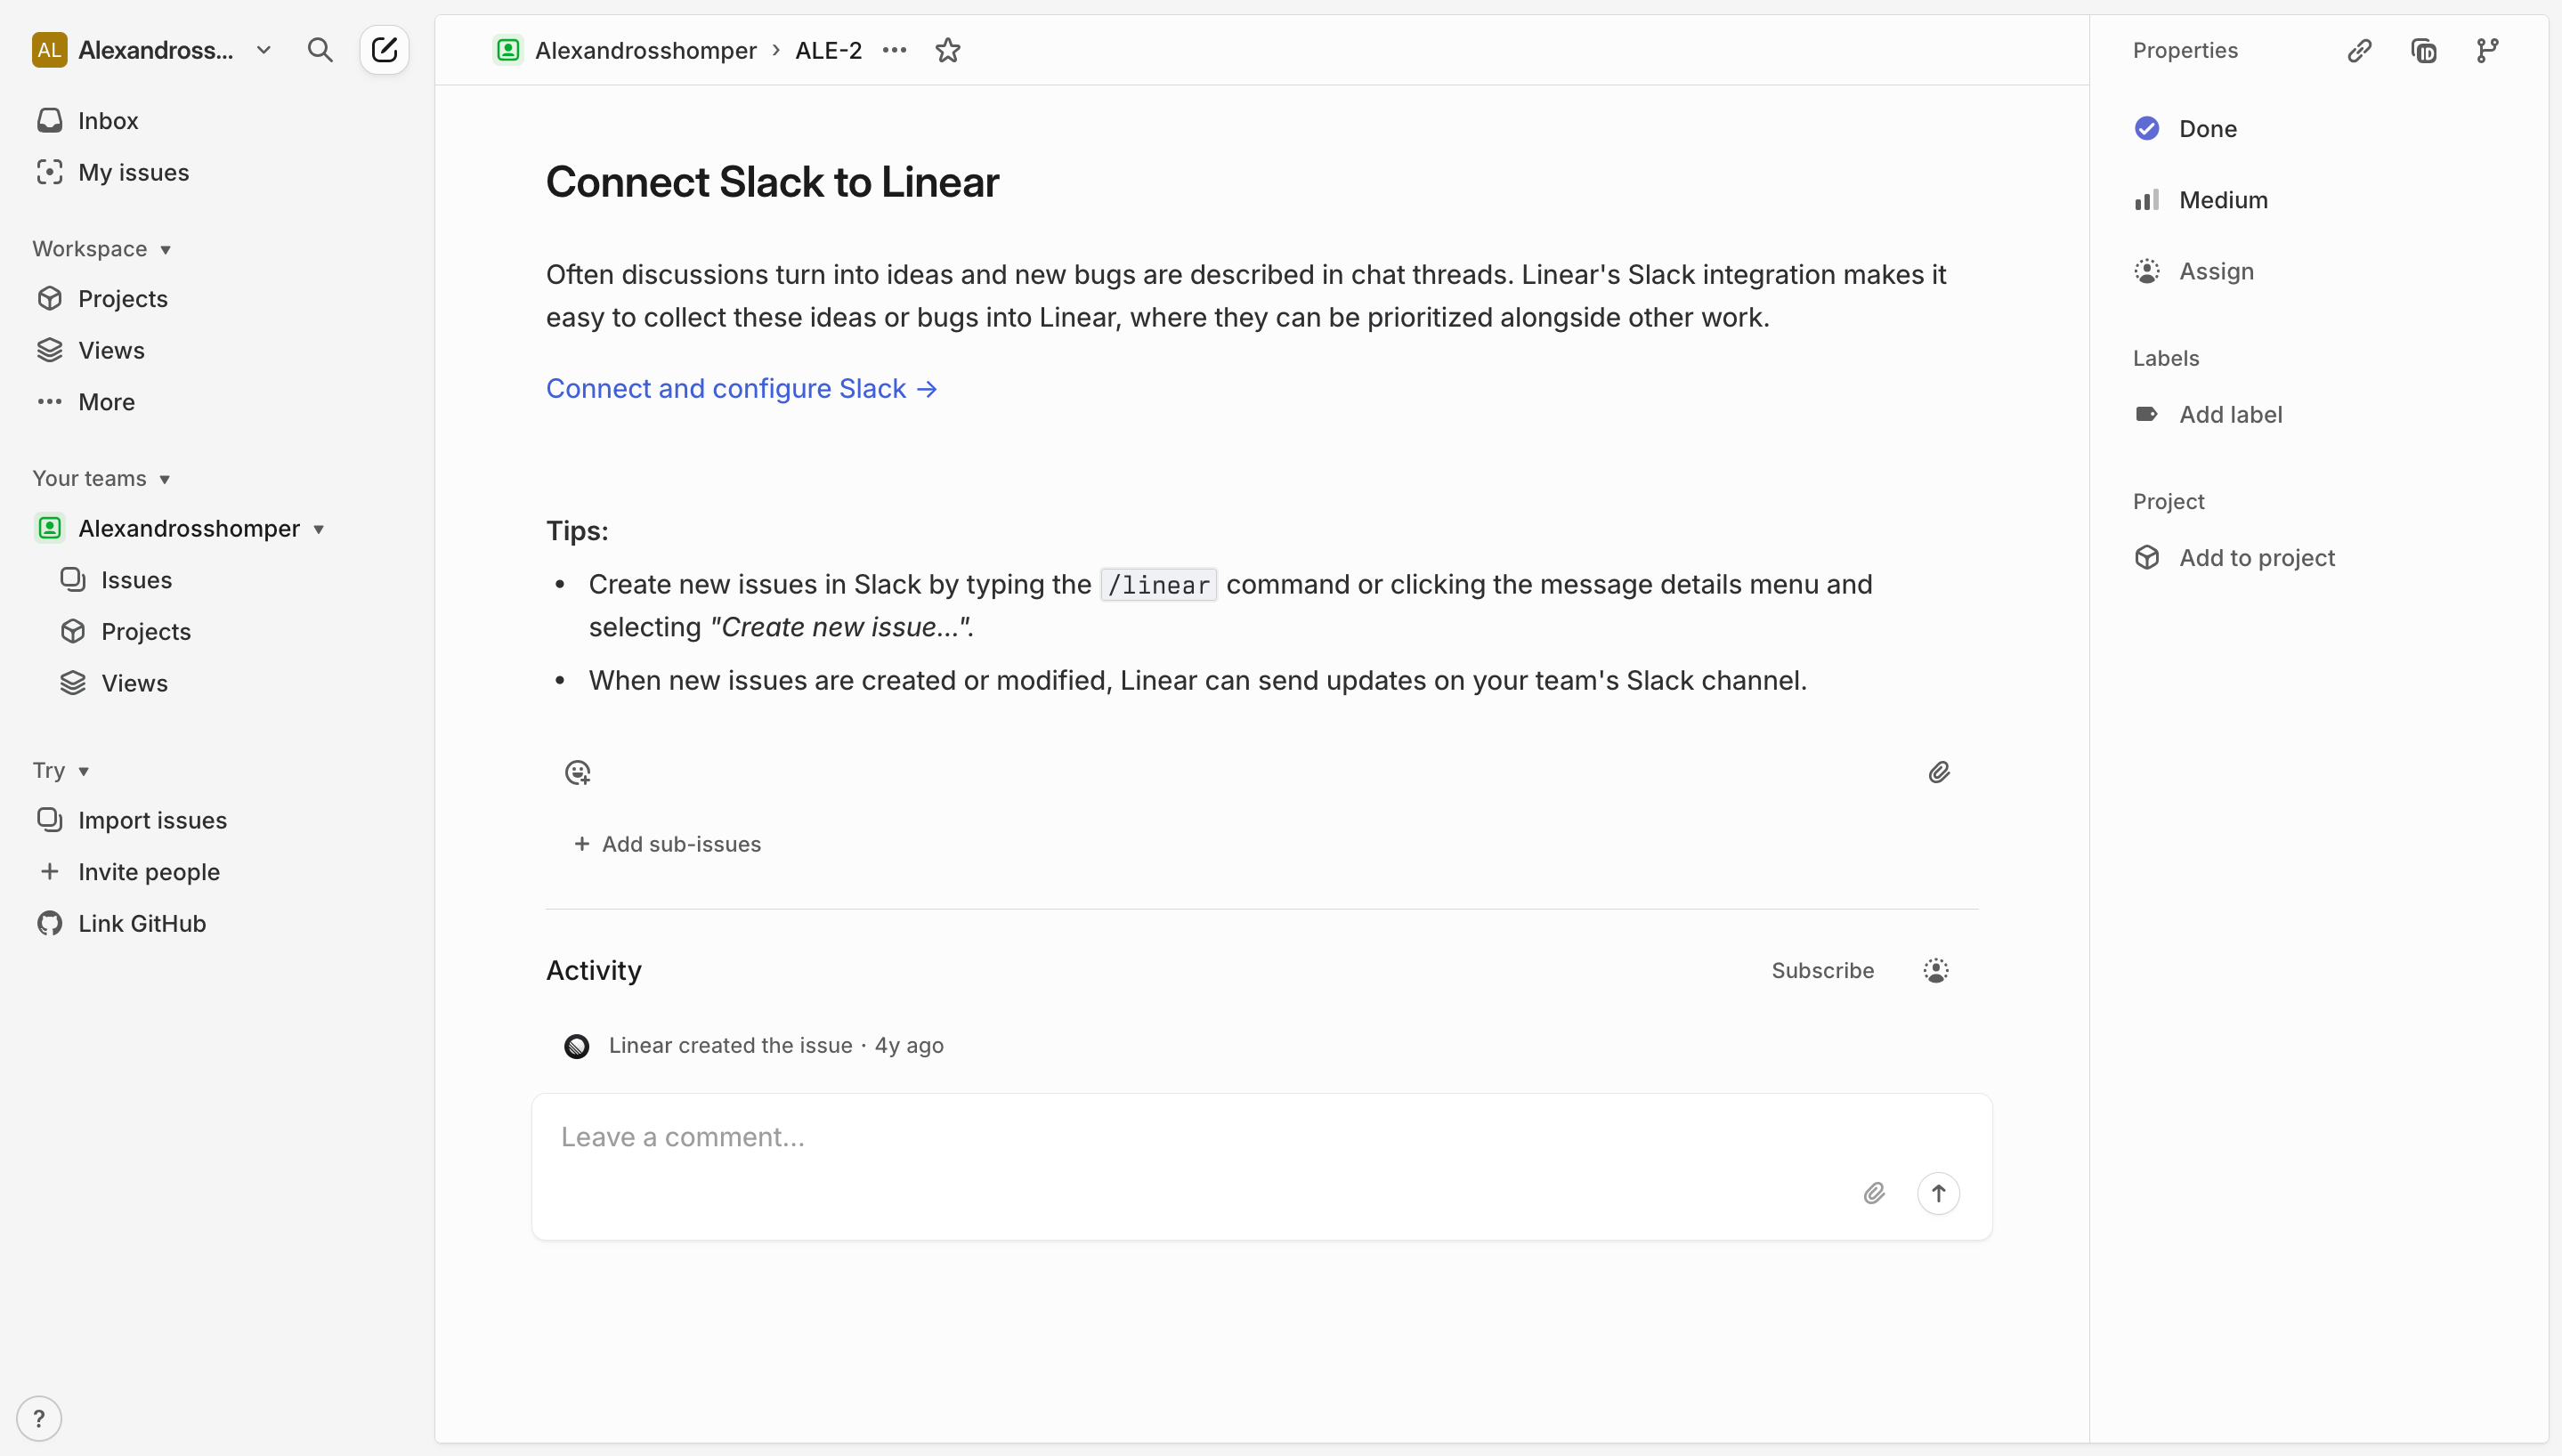 AL Alexandross...
Inbox
My issues
Workspace
Projects
Views
More
Your teams
Alexandrosshomper
Issues
Projects
Views
Try
Import issues
Invite people
Link GitHub
?
Alexandrosshomper › ALE-2
Connect Slack to Linear
Often discussions turn into ideas and new bugs are described in chat threads. Linear's Slack integration makes it
easy to collect these ideas or bugs into Linear, where they can be prioritized alongside other work.
Connect and configure Slack →
Tips:
• Create new issues in Slack by typing the /linear command or clicking the message details menu and
selecting "Create new issue...".
• When new issues are created or modified, Linear can send updates on your team's Slack channel.
+ Add sub-issues
Activity
Subscribe
Linear created the issue · 4y ago
Leave a comment...
Properties
ID
Done
Medium
Assign
Labels
Add label
Project
Add to project